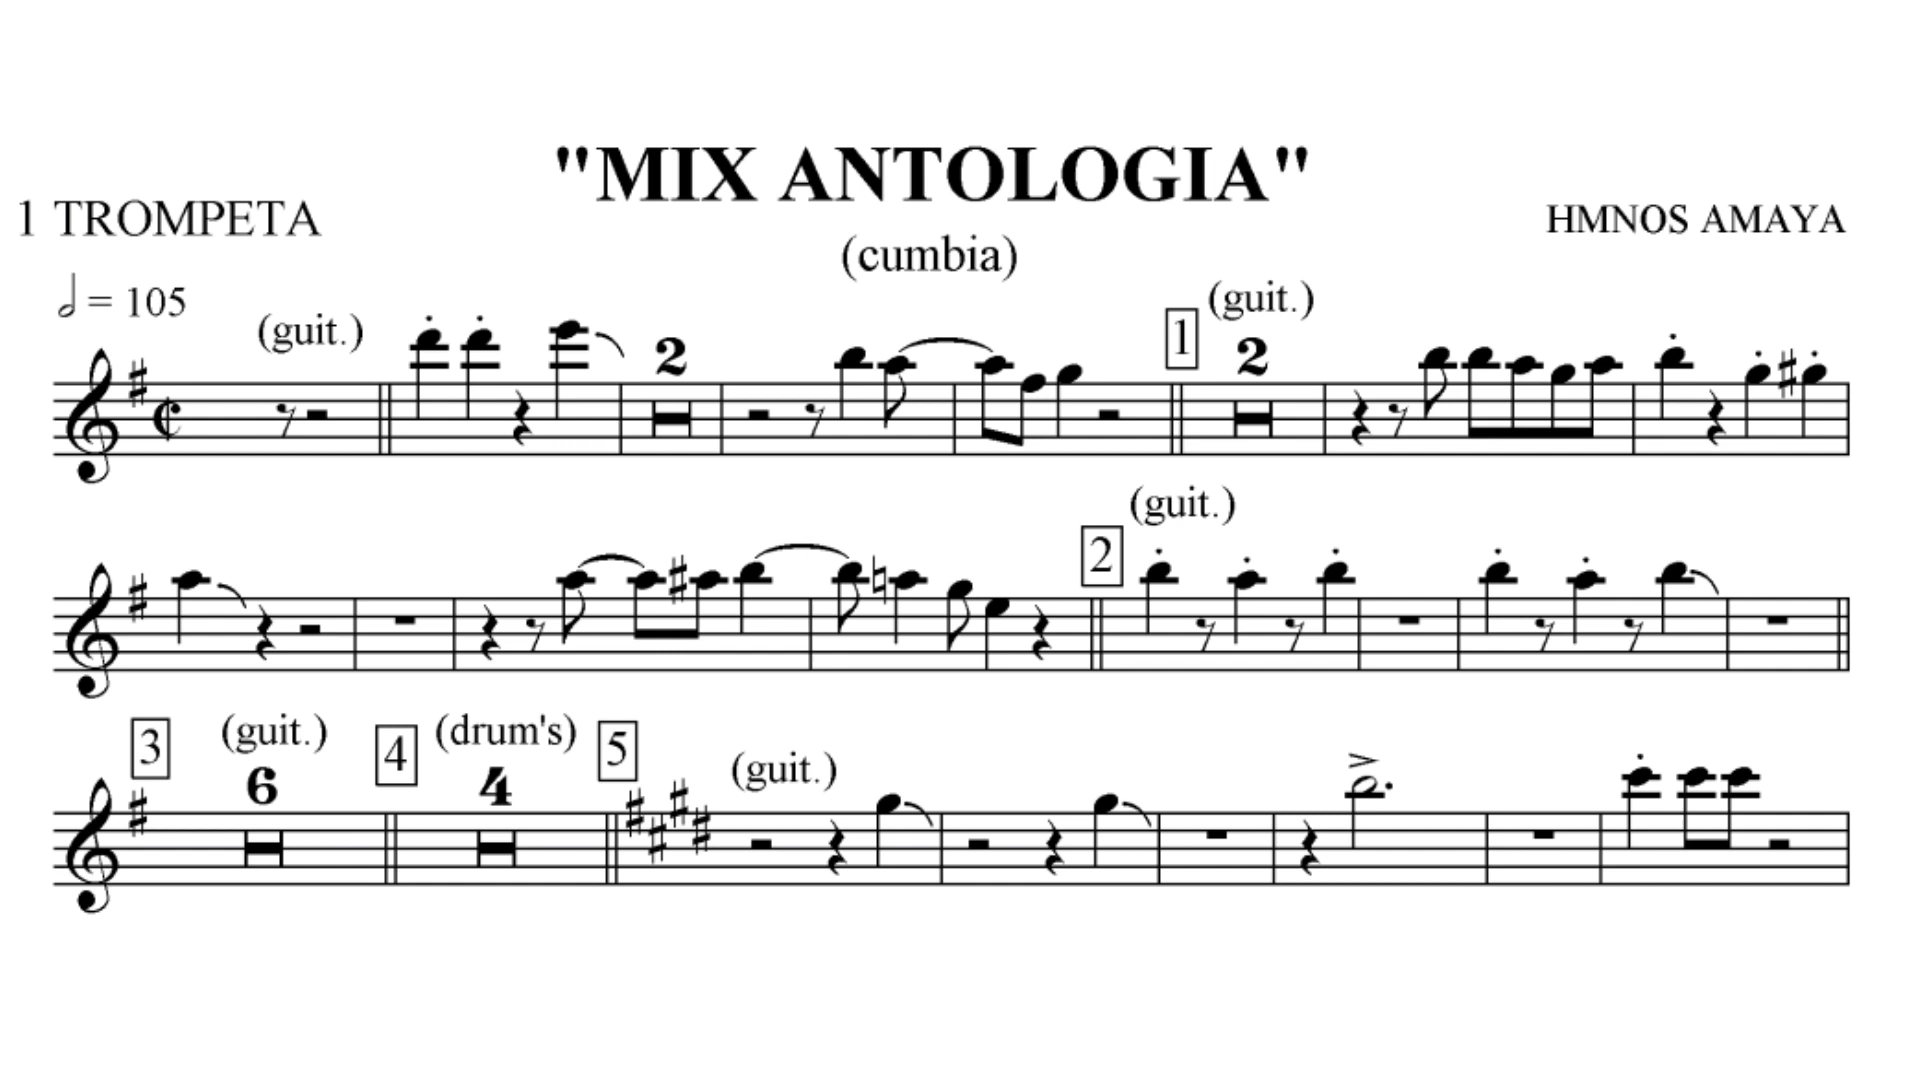 "MIX ANTOLOGIA"
1 TROMPETA
HMNOS AMAYA
(cumbia)
= 105
(guit.)
2
1
(guit.)
2
2
(guit.)
3
(guit.)
6
4
(drum's)
4
5
(guit.)